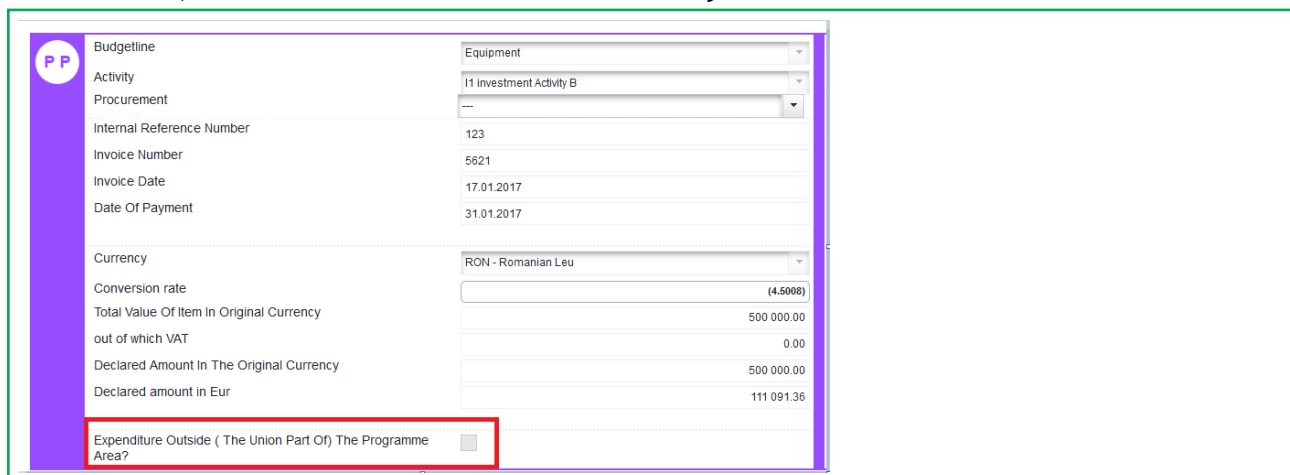 P P
Budgetline Equipment
Activity I1 investment Activity B
Procurement ---
Internal Reference Number 123
Invoice Number 5621
Invoice Date 17.01.2017
Date Of Payment 31.01.2017
Currency RON - Romanian Leu
Conversion rate (4.5008)
Total Value Of Item In Original Currency 500 000.00
out of which VAT 0.00
Declared Amount In The Original Currency 500 000.00
Declared amount in Eur 111 091.36
Expenditure Outside ( The Union Part Of) The Programme
Area?